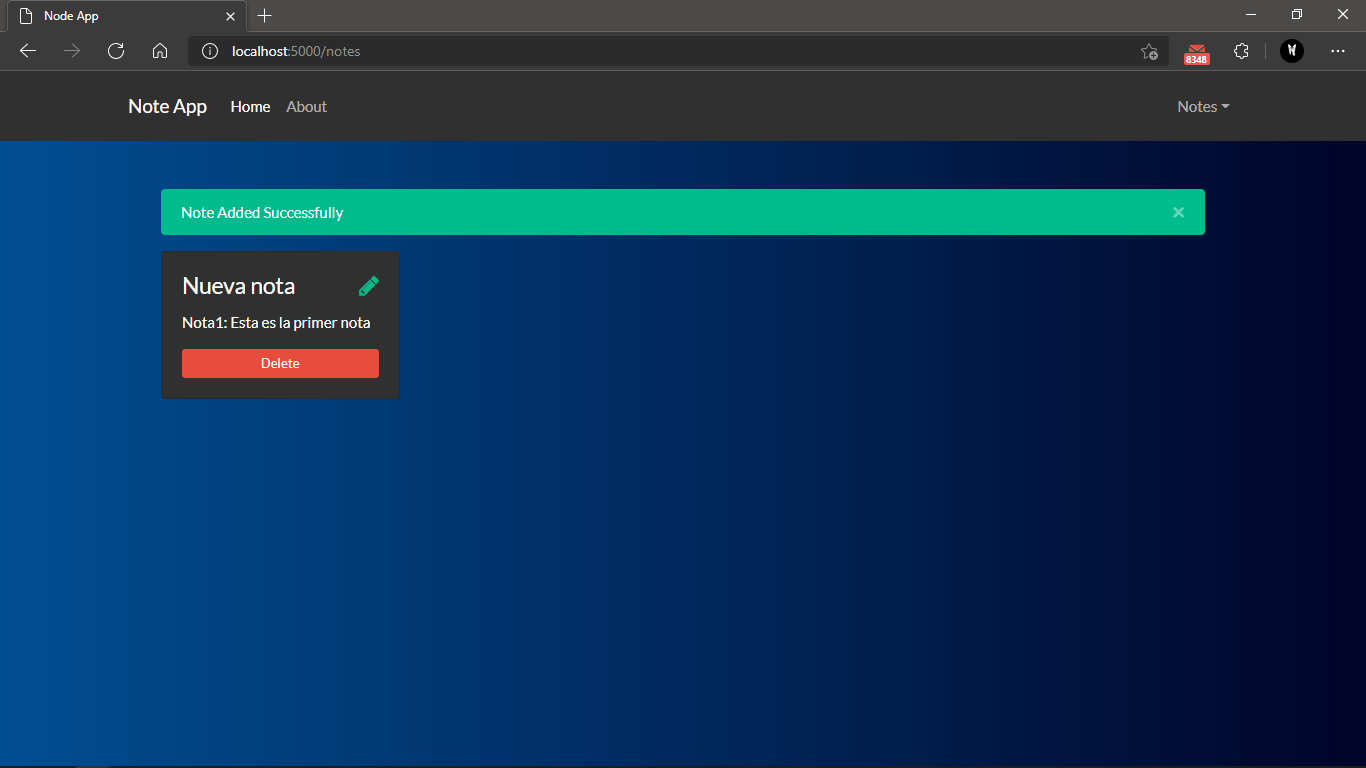 Node App
localhost:5000/notes
8348
Note App Home About Notes
Note Added Successfully
Nueva nota
Nota1: Esta es la primer nota
Delete